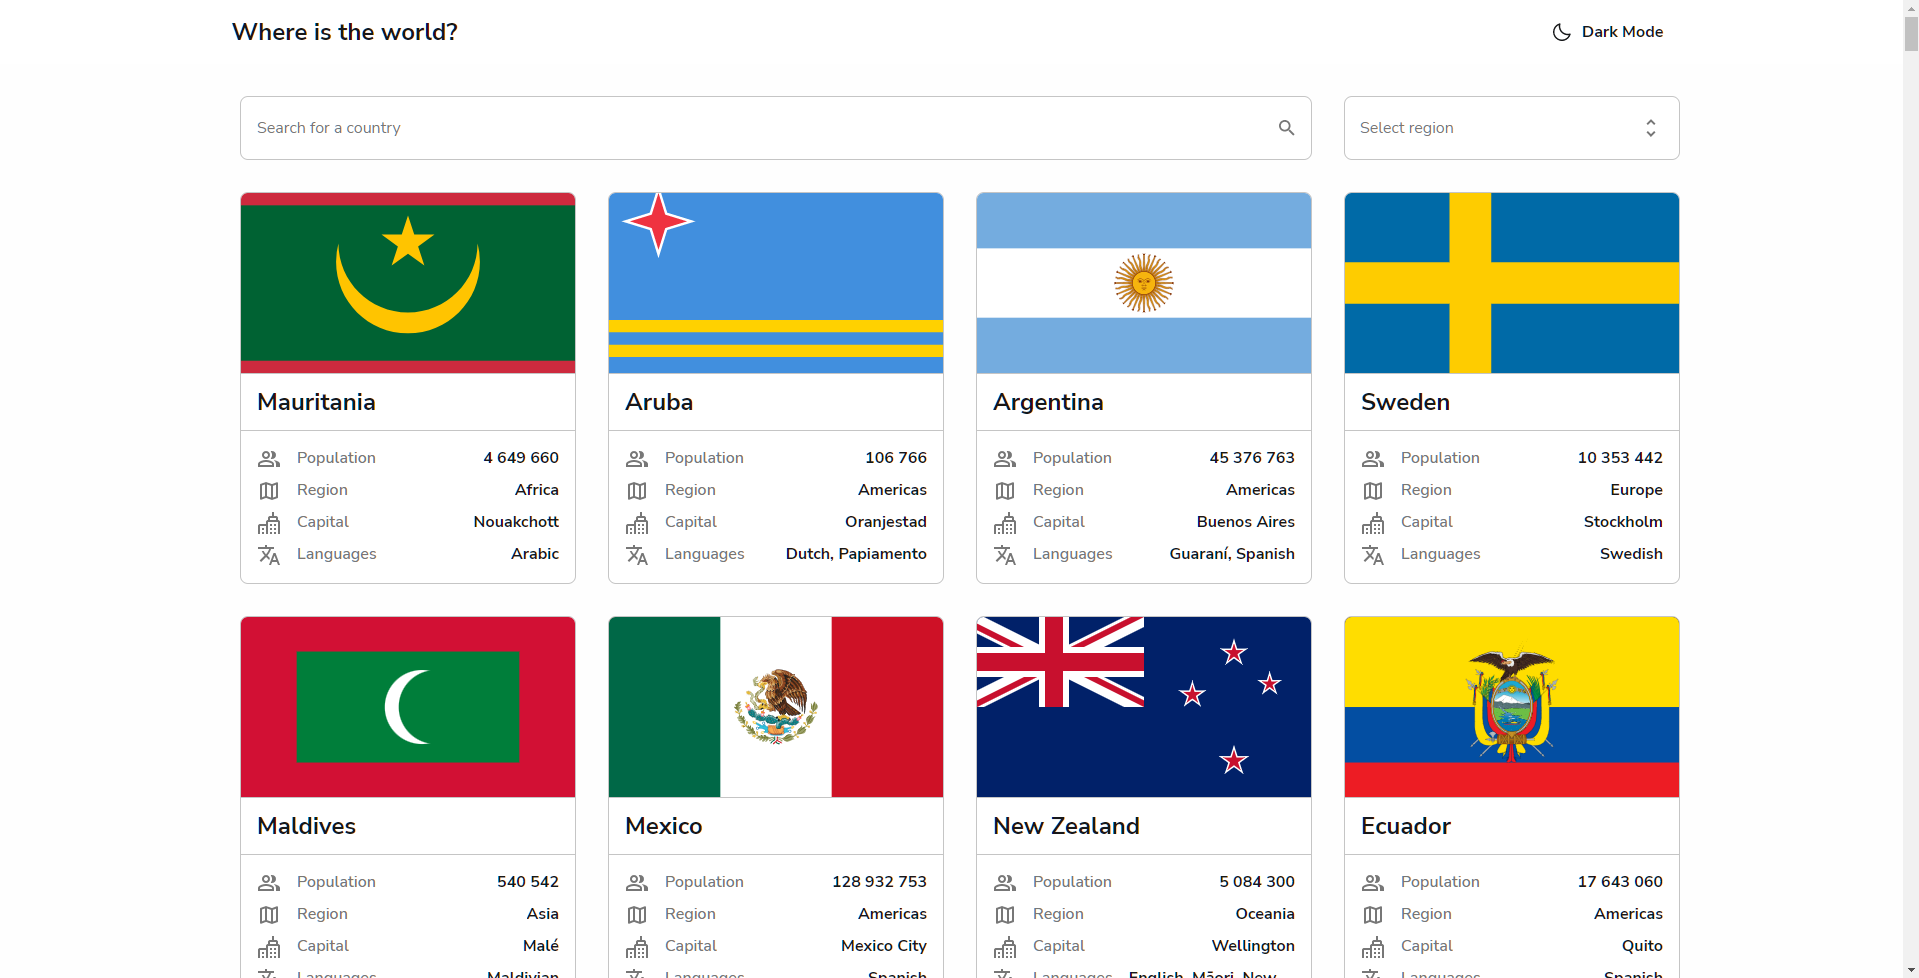 Where is the world?
Dark Mode
Search for a country
Select region
Mauritania
Population 4 649 660
Region Africa
Capital Nouakchott
Languages Arabic
Aruba
Population 106 766
Region Americas
Capital Oranjestad
Languages Dutch, Papiamento
Argentina
Population 45 376 763
Region Americas
Capital Buenos Aires
Languages Guaraní, Spanish
Sweden
Population 10 353 442
Region Europe
Capital Stockholm
Languages Swedish
Maldives
Population 540 542
Region Asia
Capital Malé
Languages Maldivian
Mexico
Population 128 932 753
Region Americas
Capital Mexico City
Languages Spanish
New Zealand
Population 5 084 300
Region Oceania
Capital Wellington
Languages English, Māori, New
Ecuador
Population 17 643 060
Region Americas
Capital Quito
Languages Spanish